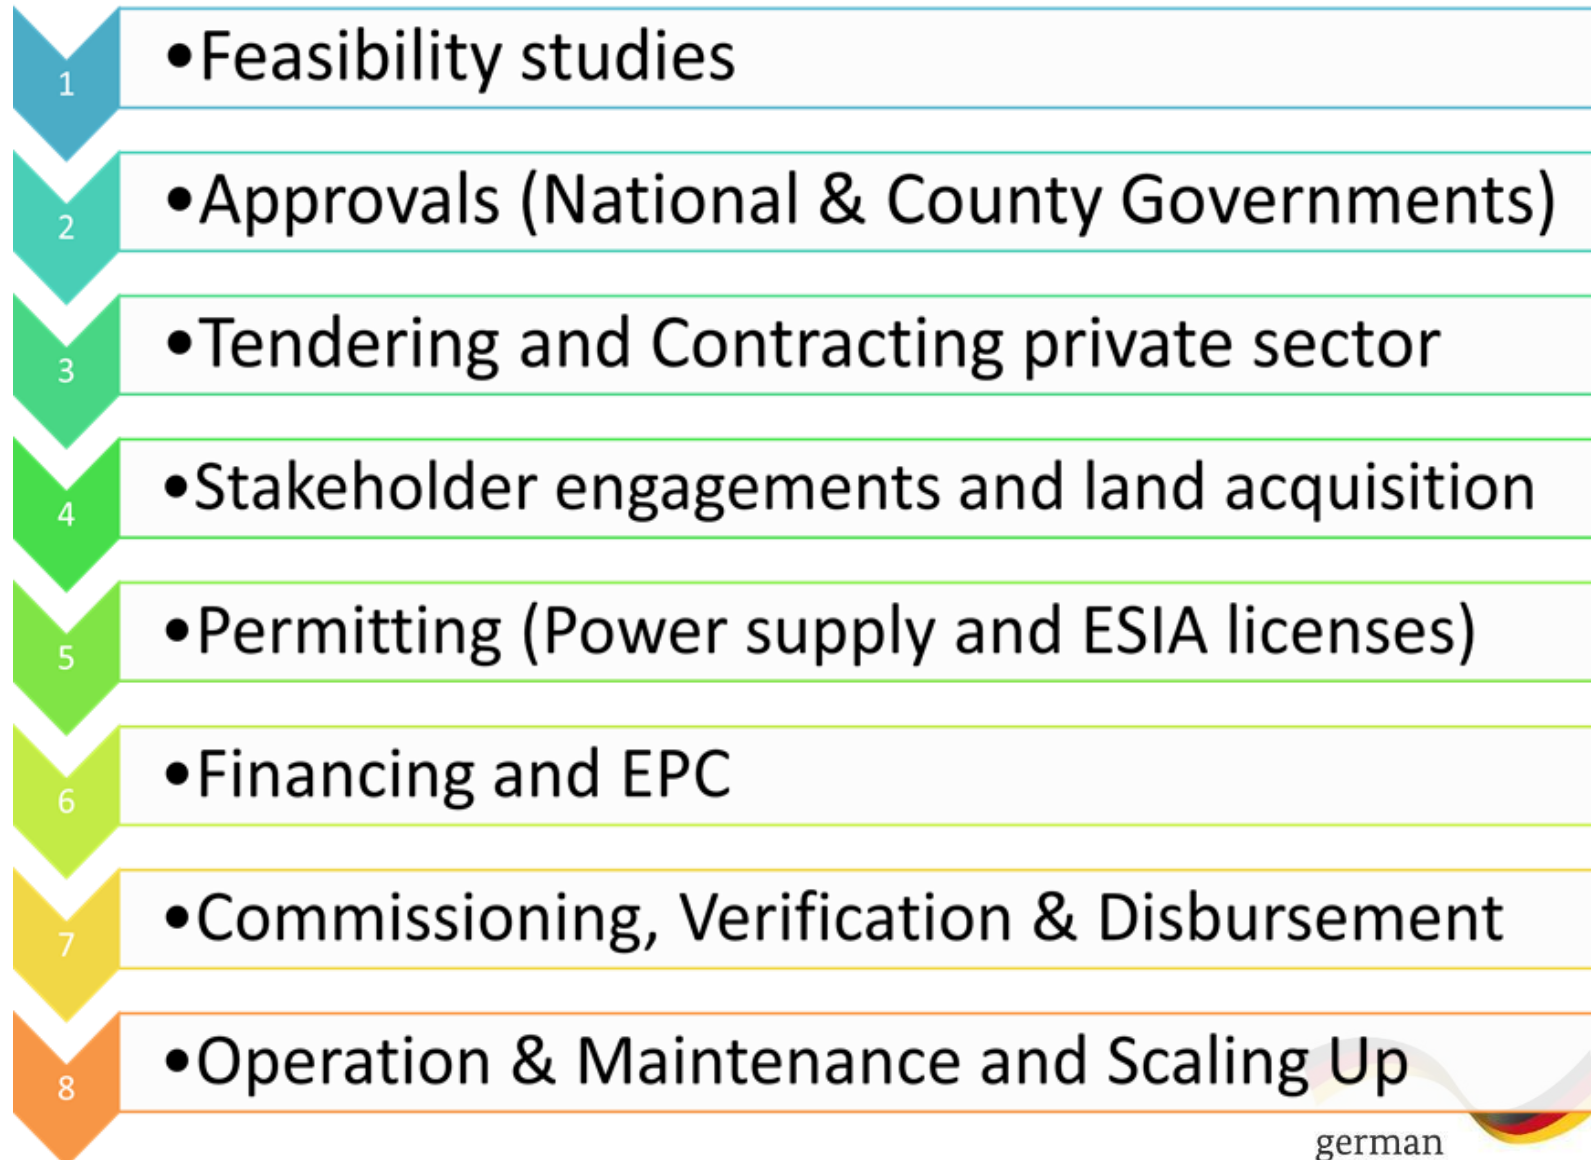 1
•Feasibility studies
2
•Approvals (National & County Governments)
3
•Tendering and Contracting private sector
4
•Stakeholder engagements and land acquisition
5
•Permitting (Power supply and ESIA licenses)
6
•Financing and EPC
7
•Commissioning, Verification & Disbursement
8
•Operation & Maintenance and Scaling Up
german